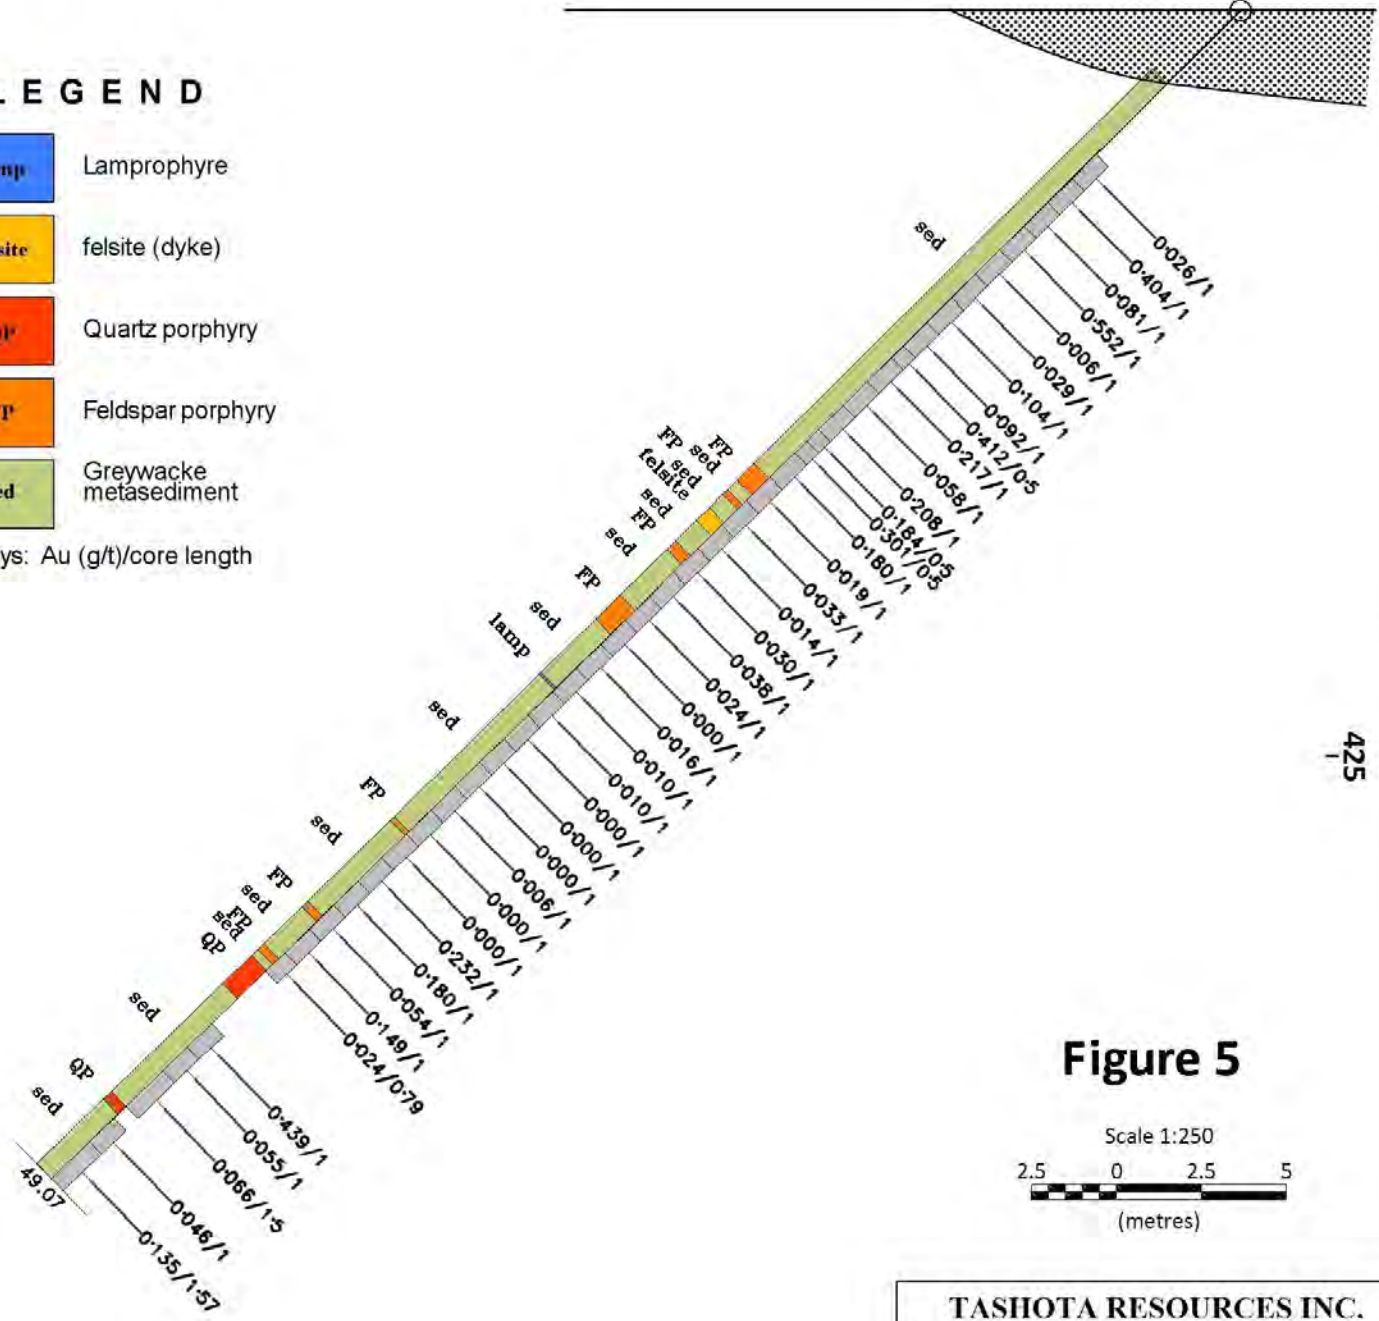 LEGEND
mp
Lamprophyre
site
felsite (dyke)
P
Quartz porphyry
P
Feldspar porphyry
ed
Greywacke
metasediment
ys: Au (g/t)/core length
sed
FP
sed
FP
sed
felsite
sed
FP
sed
FP
sed
lamp
sed
FP
sed
FP
sed
FP
sed
QP
sed
QP
sed
49.07
0·026/1
0·404/1
0·081/1
0·552/1
0·006/1
0·029/1
0·104/1
0·092/1
0·412/0·5
0·217/1
0·058/1
0·208/1
0·184/0·5
0·301/0·5
0·180/1
0·019/1
0·033/1
0·014/1
0·030/1
0·038/1
0·024/1
0·000/1
0·016/1
0·010/1
0·010/1
0·000/1
0·000/1
0·000/1
0·006/1
0·000/1
0·000/1
0·232/1
0·180/1
0·054/1
0·149/1
0·024/0·79
0·439/1
0·055/1
0·066/1·5
0·046/1
0·135/1·57
425
Figure 5
Scale 1:250
2.5 0 2.5 5
(metres)
TASHOTA RESOURCES INC.